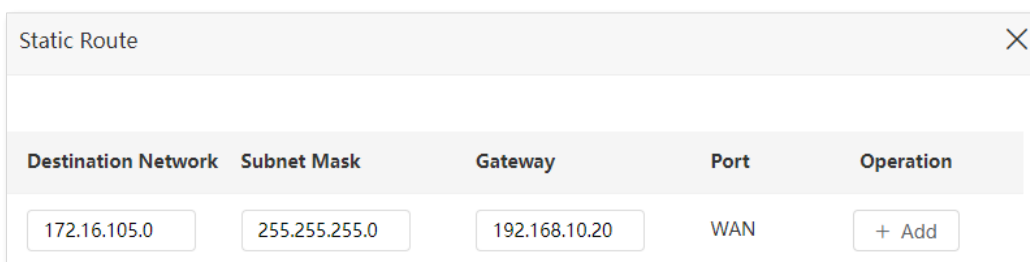 Static Route
Destination Network Subnet Mask Gateway Port Operation
172.16.105.0 255.255.255.0 192.168.10.20 WAN + Add